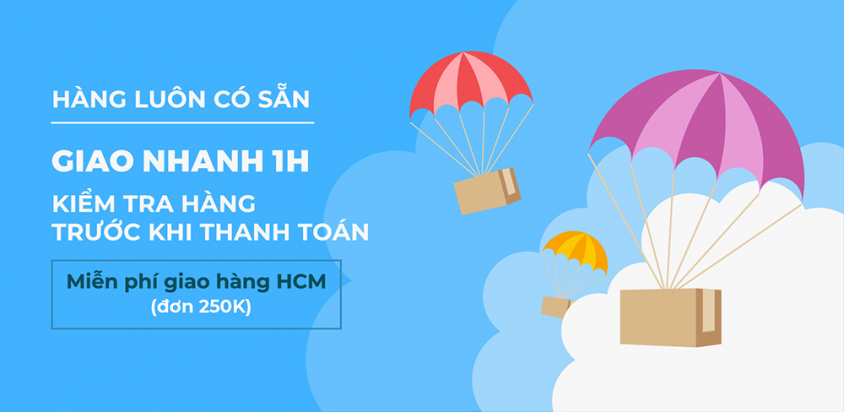 HÀNG LUÔN CÓ SẴN
GIAO NHANH 1H
KIỂM TRA HÀNG
TRƯỚC KHI THANH TOÁN
Miễn phí giao hàng HCM
(đơn 250K)